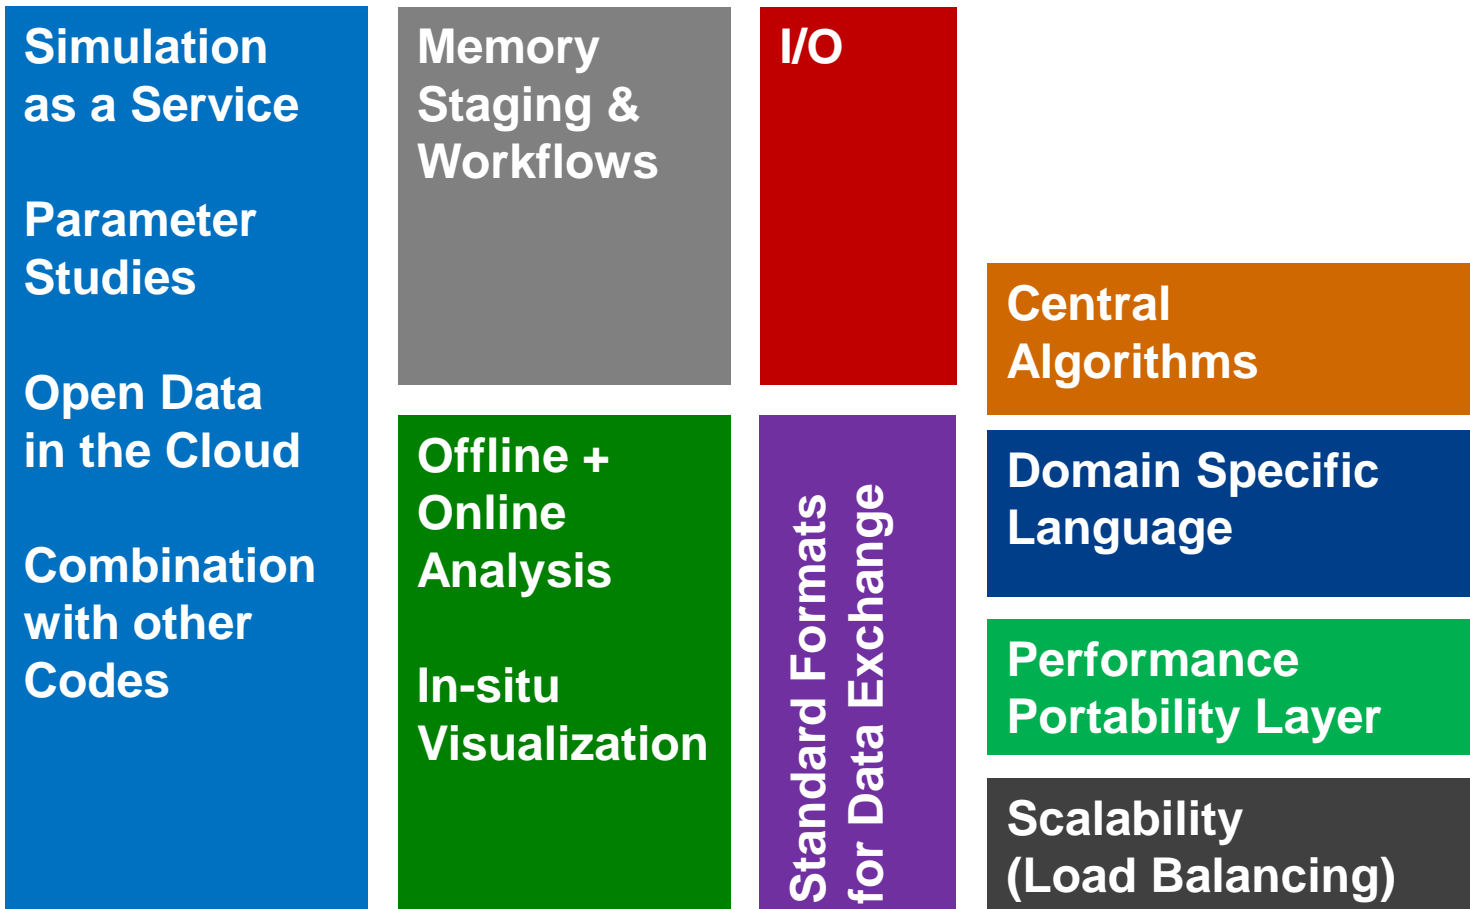 Simulation
as a Service
Parameter
Studies
Open Data
in the Cloud
Combination
with other
Codes
Memory
Staging &
Workflows
Offline +
Online
Analysis
In-situ
Visualization
I/O
Standard Formats
for Data Exchange
Central
Algorithms
Domain Specific
Language
Performance
Portability Layer
Scalability
(Load Balancing)